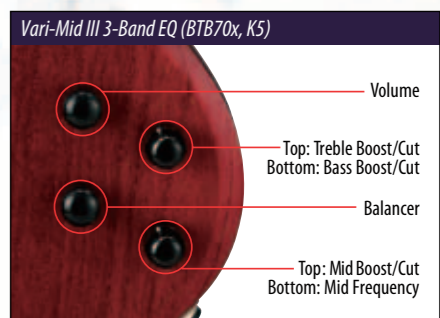 Vari-Mid III 3-Band EQ (BTB70x, K5)
Volume
Top: Treble Boost/Cut
Bottom: Bass Boost/Cut
Balancer
Top: Mid Boost/Cut
Bottom: Mid Frequency